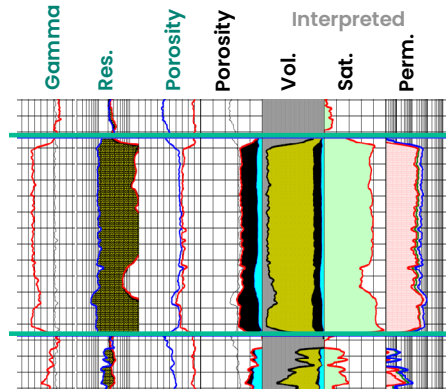 Interpreted
Gamma
Res.
Porosity
Porosity
Vol.
Sat.
Perm.